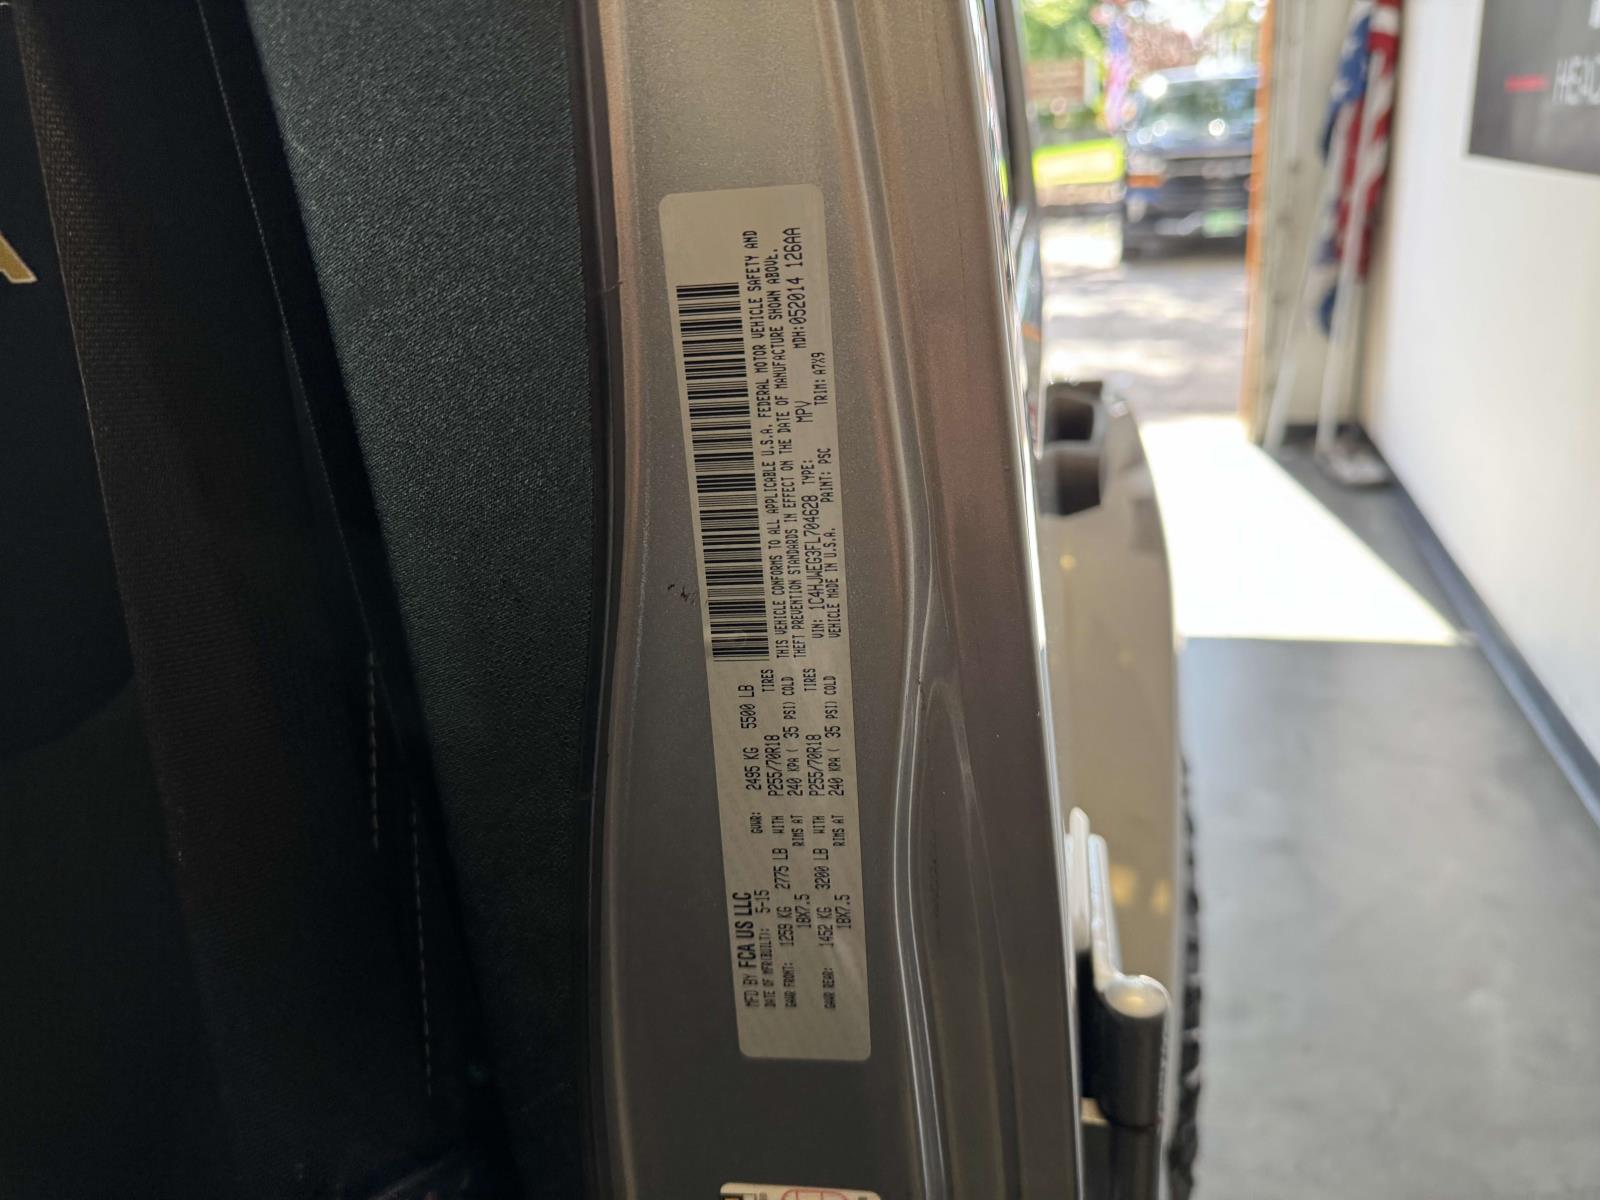 MFD BY FCA US LLC
DATE OF MFR(BUILT): 5-15 GVWR: 2495 KG 5500 LB
GAWR FRONT: 1259 KG 2775 LB WITH P255/70R18 TIRES
18X7.5 RIMS AT 240 KPA ( 35 PSI) COLD
GAWR REAR: 1452 KG 3200 LB WITH P255/70R18 TIRES
18X7.5 RIMS AT 240 KPA ( 35 PSI) COLD
THIS VEHICLE CONFORMS TO ALL APPLICABLE U.S.A. FEDERAL MOTOR VEHICLE SAFETY AND
THEFT PREVENTION STANDARDS IN EFFECT ON THE DATE OF MANUFACTURE SHOWN ABOVE.
VIN: 1C4HJWEG3FL704628 TYPE: MPV MDH:052014 126AA
VEHICLE MADE IN U.S.A. PAINT: PSC TRIM: A7X9
A